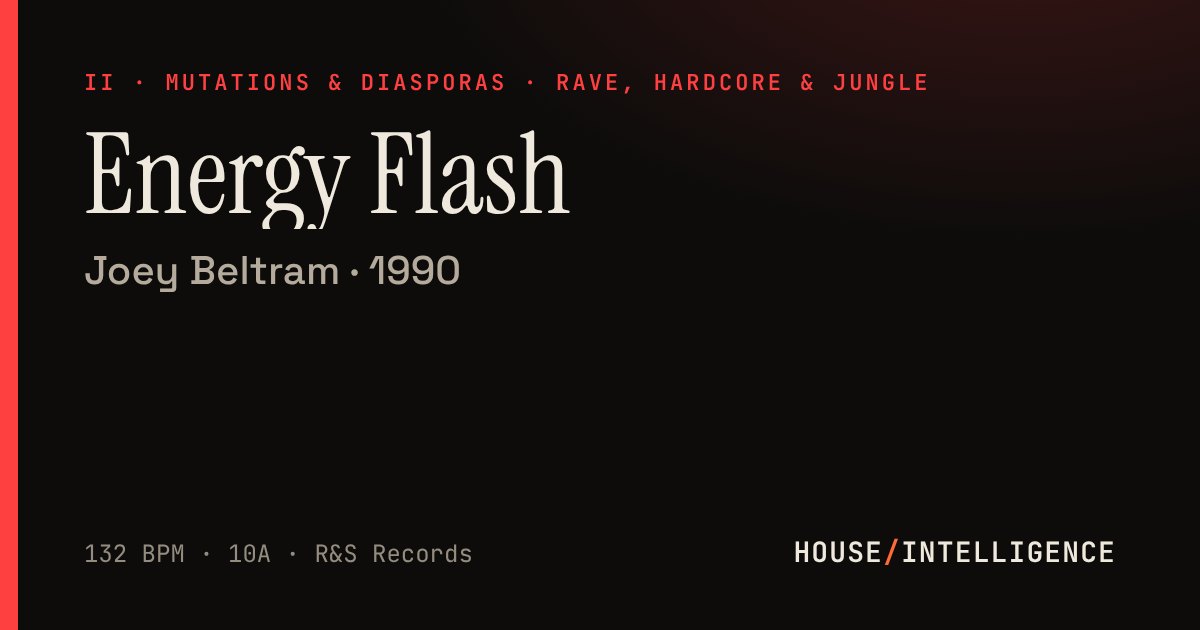 II · MUTATIONS & DIASPORAS · RAVE, HARDCORE & JUNGLE
Energy Flash
Joey Beltram · 1990
132 BPM · 10A · R&S Records
HOUSE/INTELLIGENCE